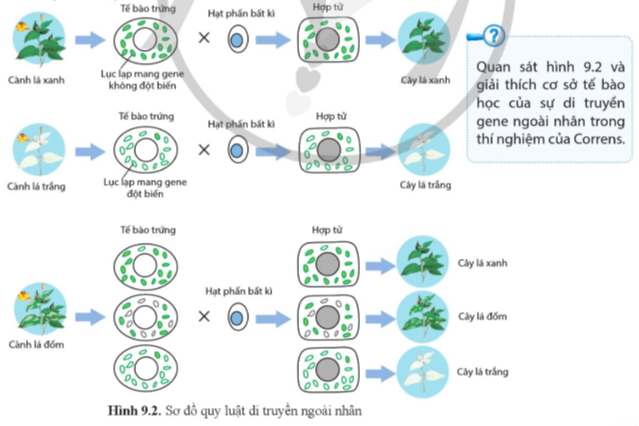 Tế bào trứng
Hạt phấn bất kì
Hợp tử
Cành lá xanh
Lục lạp mang gene
không đột biến
Cây lá xanh
Quan sát hình 9.2 và
giải thích cơ sở tế bào
học của sự di truyền
gene ngoài nhân trong
thí nghiệm của Correns.
Tế bào trứng
Hạt phấn bất kì
Hợp tử
Cành lá trắng
Lục lạp mang gene
đột biến
Cây lá trắng
Tế bào trứng
Hợp tử
Hạt phấn bất kì
Cành lá đốm
Cây lá xanh
Cây lá đốm
Cây lá trắng
Hình 9.2. Sơ đồ quy luật di truyền ngoài nhân